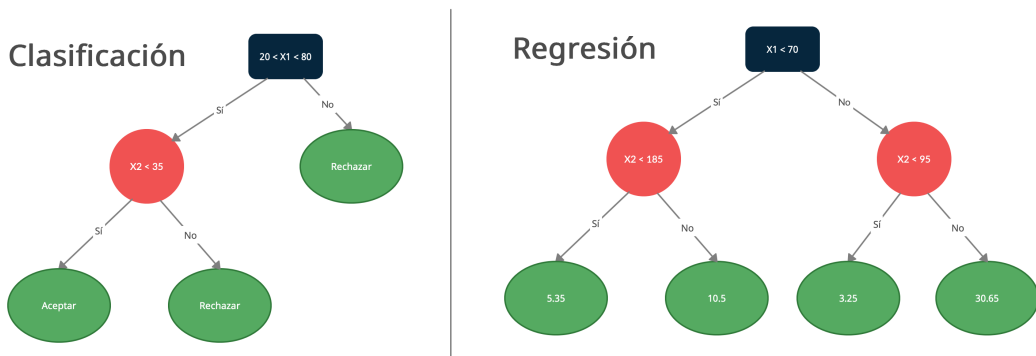 Clasificación
20 < X1 < 80
Sí
No
X2 < 35
Rechazar
Sí
No
Aceptar
Rechazar
Regresión
X1 < 70
Sí
No
X2 < 185
X2 < 95
Sí
No
Sí
No
5.35
10.5
3.25
30.65